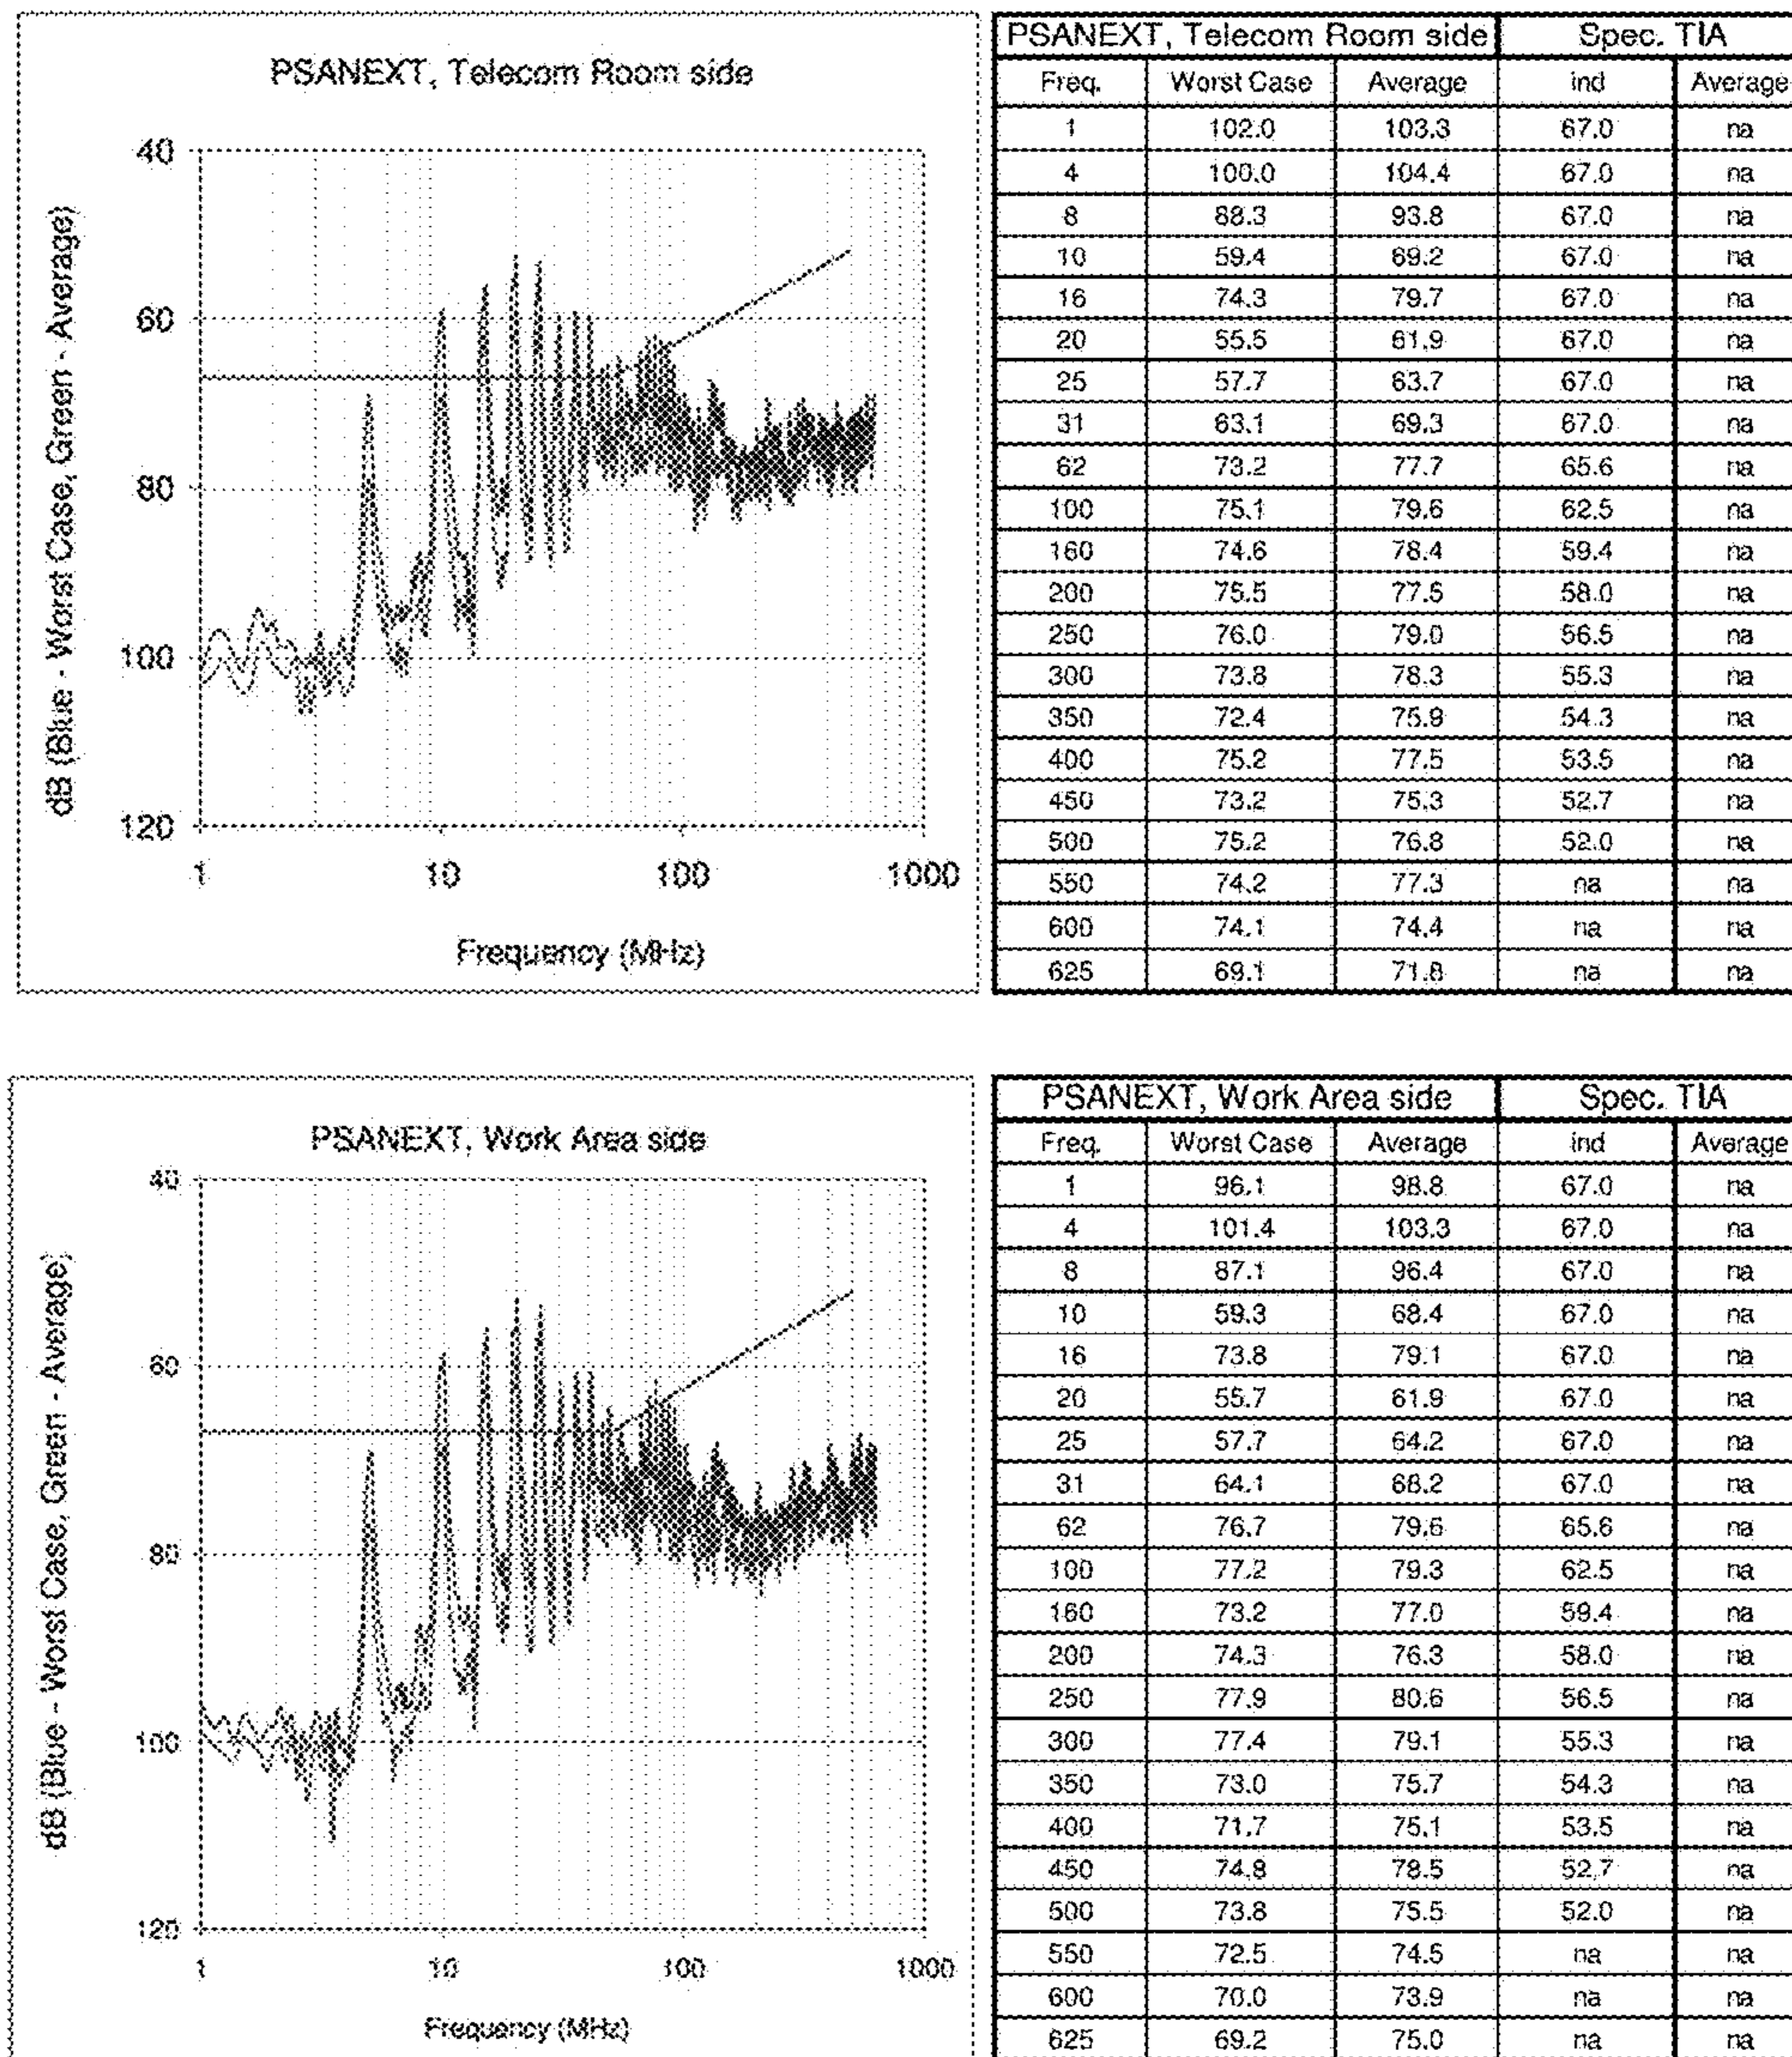 PSANEXT, Telecom Room side
40
60
80
100
120
1 10 100 1000
Frequency (MHz)
dB (Blue - Worst Case, Green - Average)
PSANEXT, Telecom Room side Spec. TIA
Freq. Worst Case Average ind Average
1 102.0 103.3 67.0 na
4 100.0 104.4 67.0 na
8 88.3 93.8 67.0 na
10 59.4 69.2 67.0 na
16 74.3 79.7 67.0 na
20 55.5 61.9 67.0 na
25 57.7 63.7 67.0 na
31 63.1 69.3 67.0 na
62 73.2 77.7 65.6 na
100 75.1 79.6 62.5 na
160 74.6 78.4 59.4 na
200 75.5 77.5 58.0 na
250 76.0 79.0 56.5 na
300 73.8 78.3 55.3 na
350 72.4 75.9 54.3 na
400 75.2 77.5 53.5 na
450 73.2 75.3 52.7 na
500 75.2 76.8 52.0 na
550 74.2 77.3 na na
600 74.1 74.4 na na
625 69.1 71.8 na na
PSANEXT, Work Area side
40
60
80
100
120
1 10 100 1000
Frequency (MHz)
dB (Blue - Worst Case, Green - Average)
PSANEXT, Work Area side Spec. TIA
Freq. Worst Case Average ind Average
1 96.1 98.8 67.0 na
4 101.4 103.3 67.0 na
8 87.1 96.4 67.0 na
10 59.3 68.4 67.0 na
16 73.8 79.1 67.0 na
20 55.7 61.9 67.0 na
25 57.7 64.2 67.0 na
31 64.1 68.2 67.0 na
62 76.7 79.6 65.6 na
100 77.2 79.3 62.5 na
160 73.2 77.0 59.4 na
200 74.3 76.3 58.0 na
250 77.9 80.6 56.5 na
300 77.4 79.1 55.3 na
350 73.0 75.7 54.3 na
400 71.7 75.1 53.5 na
450 74.8 78.5 52.7 na
500 73.8 75.5 52.0 na
550 72.5 74.5 na na
600 70.0 73.9 na na
625 69.2 75.0 na na